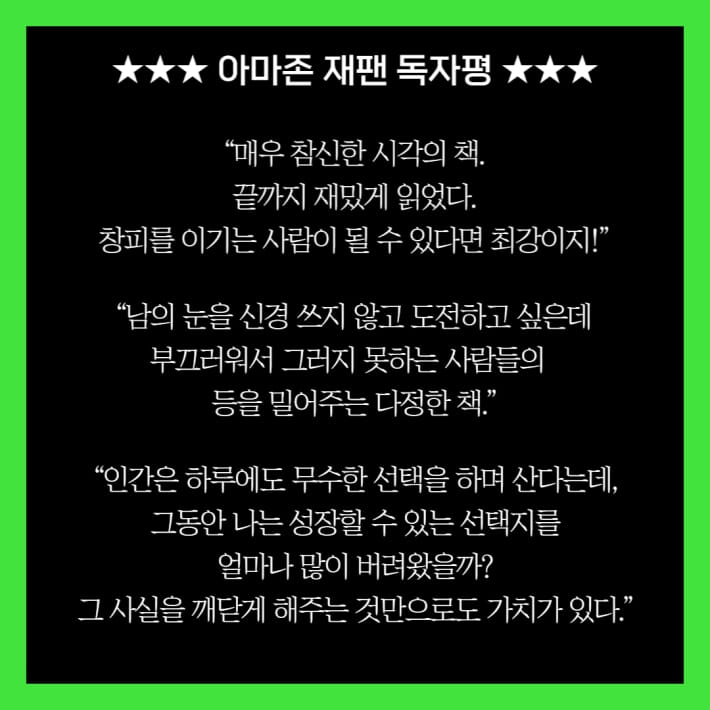 ★★★ 아마존 재팬 독자평 ★★★
“매우 참신한 시각의 책.
끝까지 재밌게 읽었다.
창피를 이기는 사람이 될 수 있다면 최강이지!”
“남의 눈을 신경 쓰지 않고 도전하고 싶은데
부끄러워서 그러지 못하는 사람들의
등을 밀어주는 다정한 책.”
“인간은 하루에도 무수한 선택을 하며 산다는데,
그동안 나는 성장할 수 있는 선택지를
얼마나 많이 버려왔을까?
그 사실을 깨닫게 해주는 것만으로도 가치가 있다.”